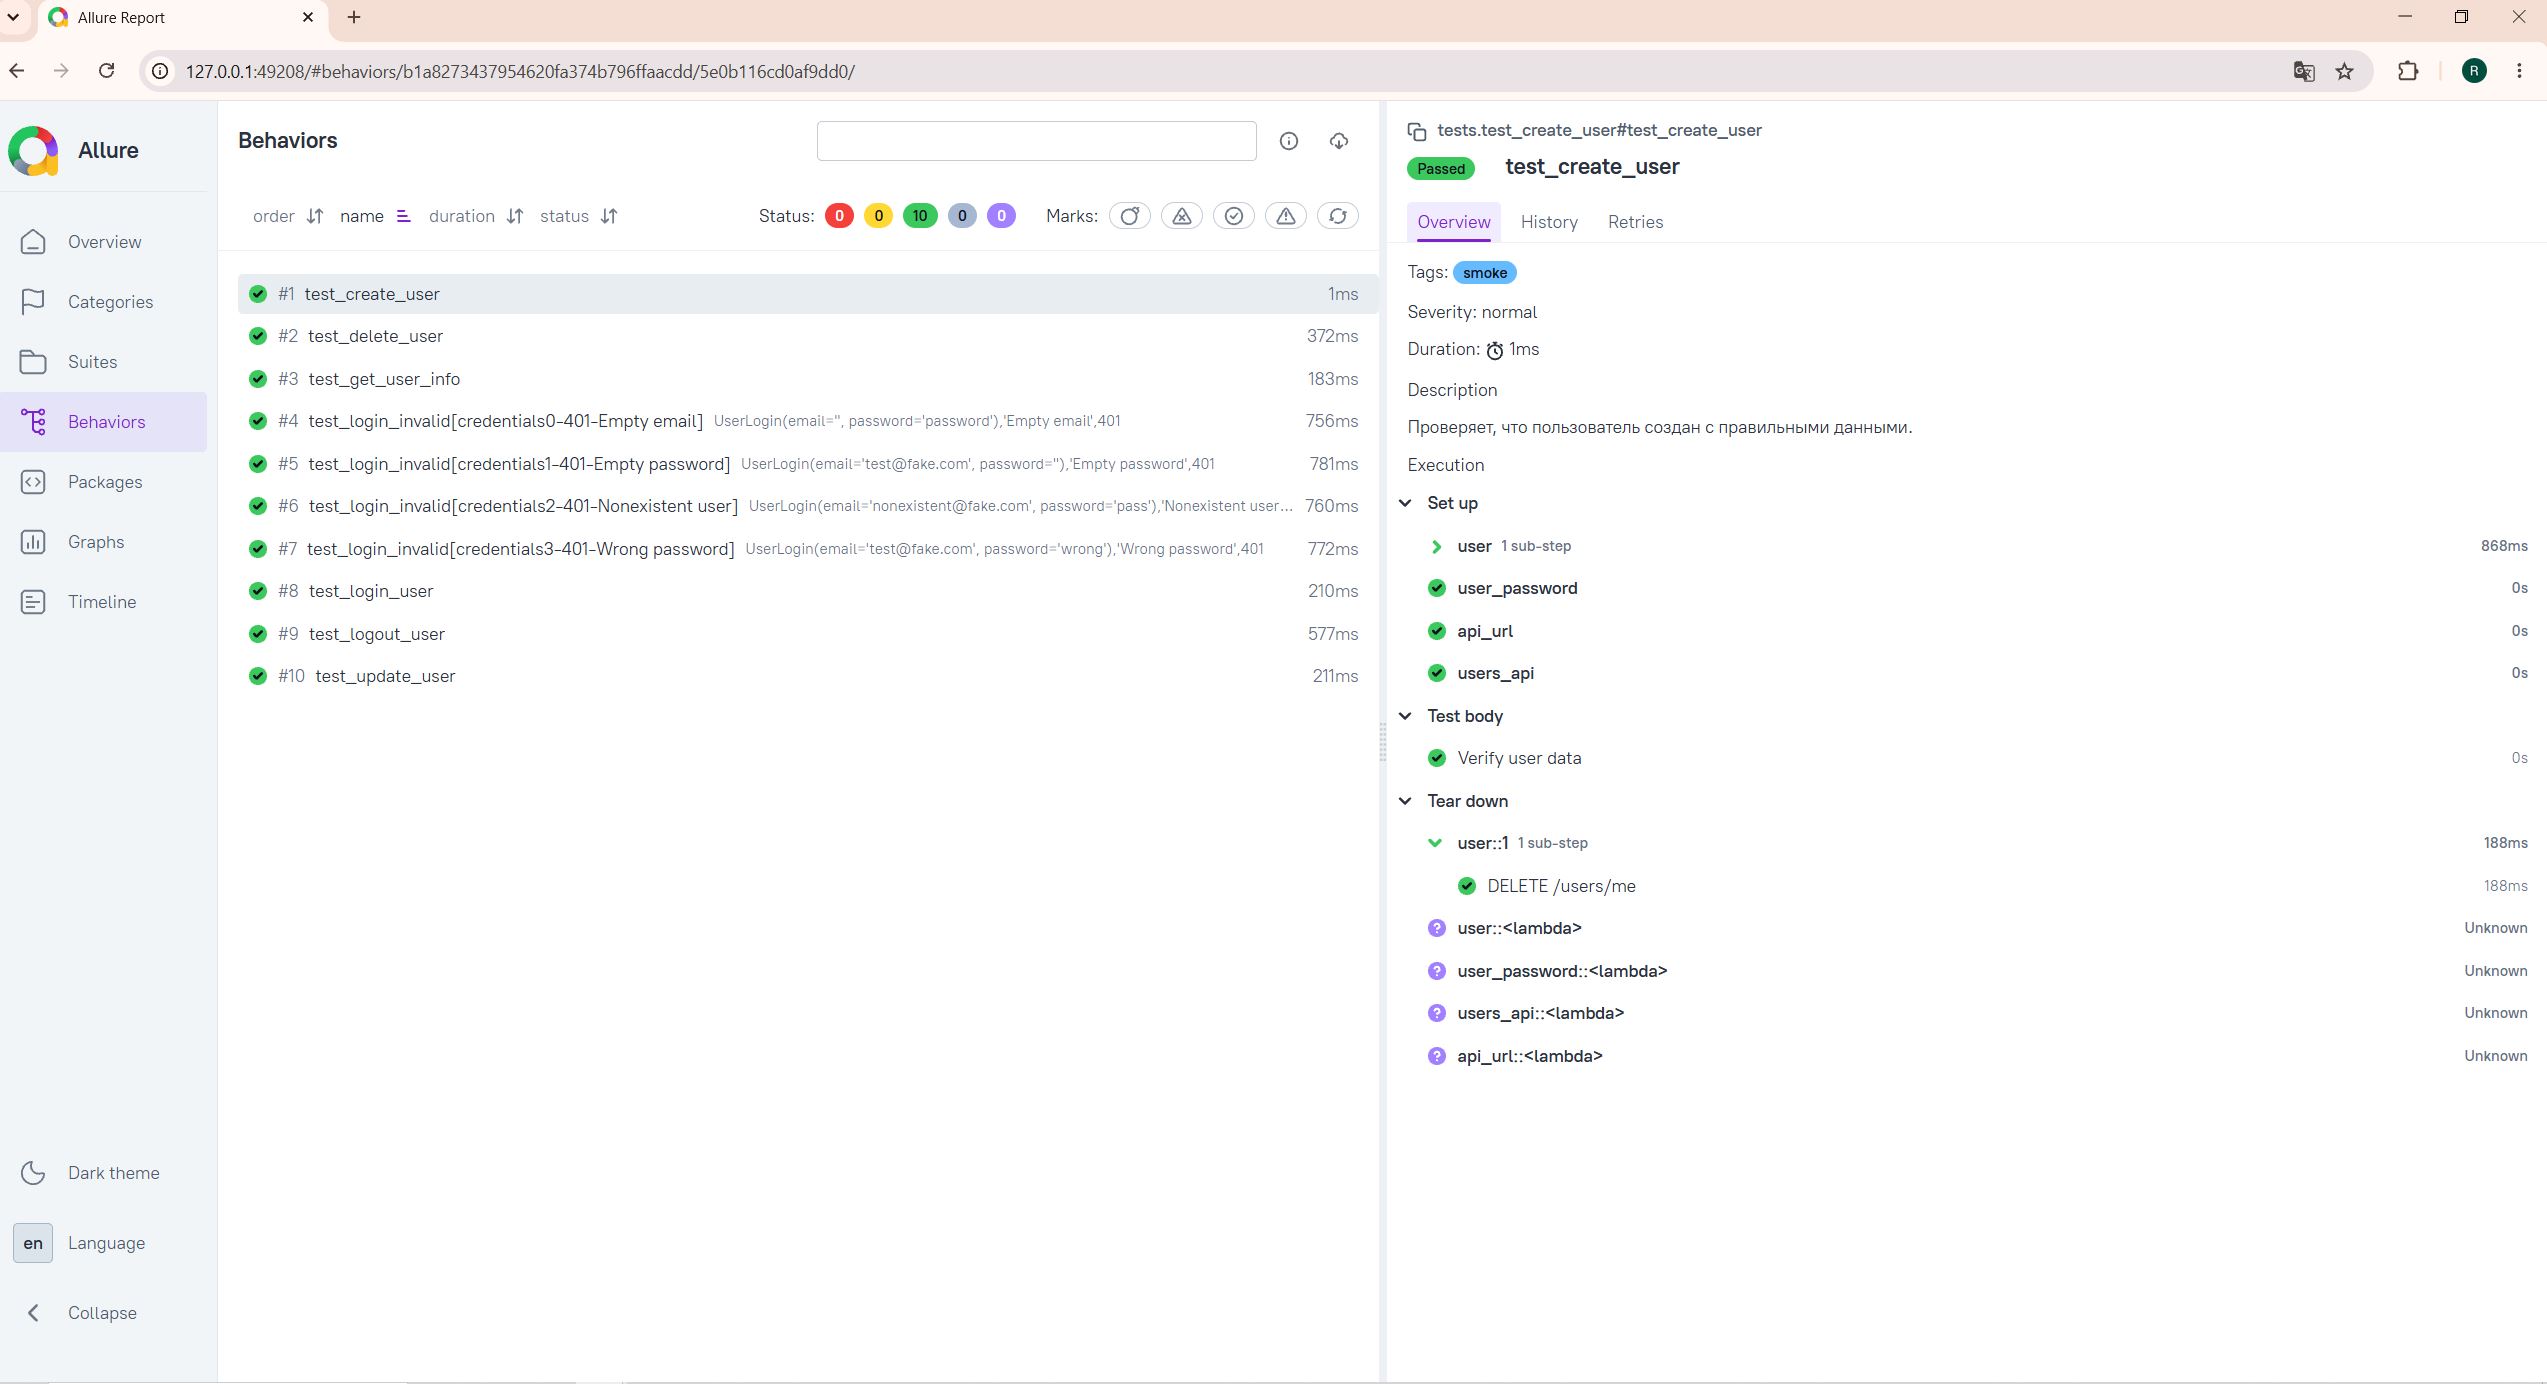 Allure Report
127.0.0.1:49208/#behaviors/b1a8273437954620fa374b796ffaacdd/5e0b116cd0af9dd0/
R
Allure
Overview
Categories
Suites
Behaviors
Packages
Graphs
Timeline
Dark theme
en Language
Collapse
Behaviors
order name duration status Status: 0 0 10 0 0 Marks:
#1 test_create_user 1ms
#2 test_delete_user 372ms
#3 test_get_user_info 183ms
#4 test_login_invalid[credentials0-401-Empty email] UserLogin(email='', password='password'),'Empty email',401 756ms
#5 test_login_invalid[credentials1-401-Empty password] UserLogin(email='test@fake.com', password=''),'Empty password',401 781ms
#6 test_login_invalid[credentials2-401-Nonexistent user] UserLogin(email='nonexistent@fake.com', password='pass'),'Nonexistent user... 760ms
#7 test_login_invalid[credentials3-401-Wrong password] UserLogin(email='test@fake.com', password='wrong'),'Wrong password',401 772ms
#8 test_login_user 210ms
#9 test_logout_user 577ms
#10 test_update_user 211ms
tests.test_create_user#test_create_user
Passed test_create_user
Overview History Retries
Tags: smoke
Severity: normal
Duration: 1ms
Description
Проверяет, что пользователь создан с правильными данными.
Execution
Set up
user 1 sub-step 868ms
user_password 0s
api_url 0s
users_api 0s
Test body
Verify user data 0s
Tear down
user::1 1 sub-step 188ms
DELETE /users/me 188ms
user::<lambda> Unknown
user_password::<lambda> Unknown
users_api::<lambda> Unknown
api_url::<lambda> Unknown